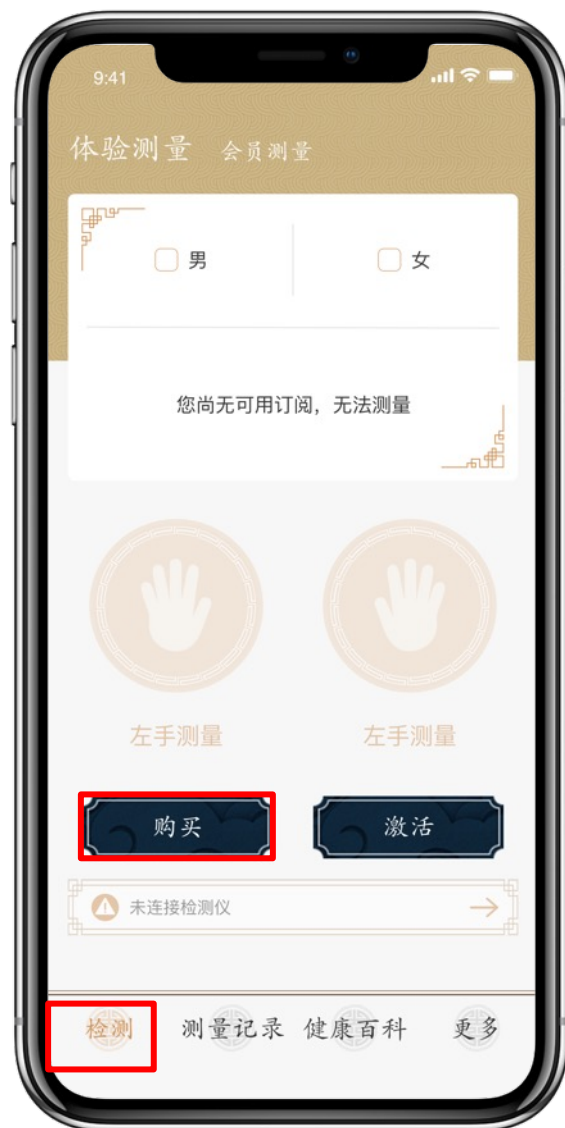 9:41
体验测量 会员测量
男 女
您尚无可用订阅，无法测量
左手测量 左手测量
购买 激活
未连接检测仪
检测 测量记录 健康百科 更多